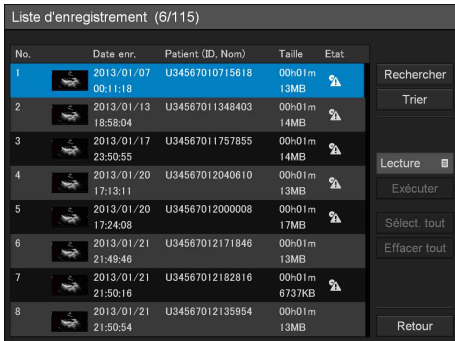 Liste d'enregistrement (6/115)
No. Date enr. Patient (ID, Nom) Taille Etat
1 2013/01/07 U34567010715618 00h01m
00:11:18 13MB
2 2013/01/13 U34567011348403 00h01m
18:58:04 14MB
3 2013/01/17 U34567011757855 00h01m
23:50:55 14MB
4 2013/01/20 U34567012040610 00h01m
17:13:11 13MB
5 2013/01/20 U34567012000008 00h01m
17:24:08 17MB
6 2013/01/21 U34567012171846 00h01m
21:49:46 13MB
7 2013/01/21 U34567012182816 00h01m
21:50:16 6737KB
8 2013/01/21 U34567012135954 00h01m
21:50:54 13MB
Rechercher
Trier
Lecture
Exécuter
Sélect. tout
Effacer tout
Retour